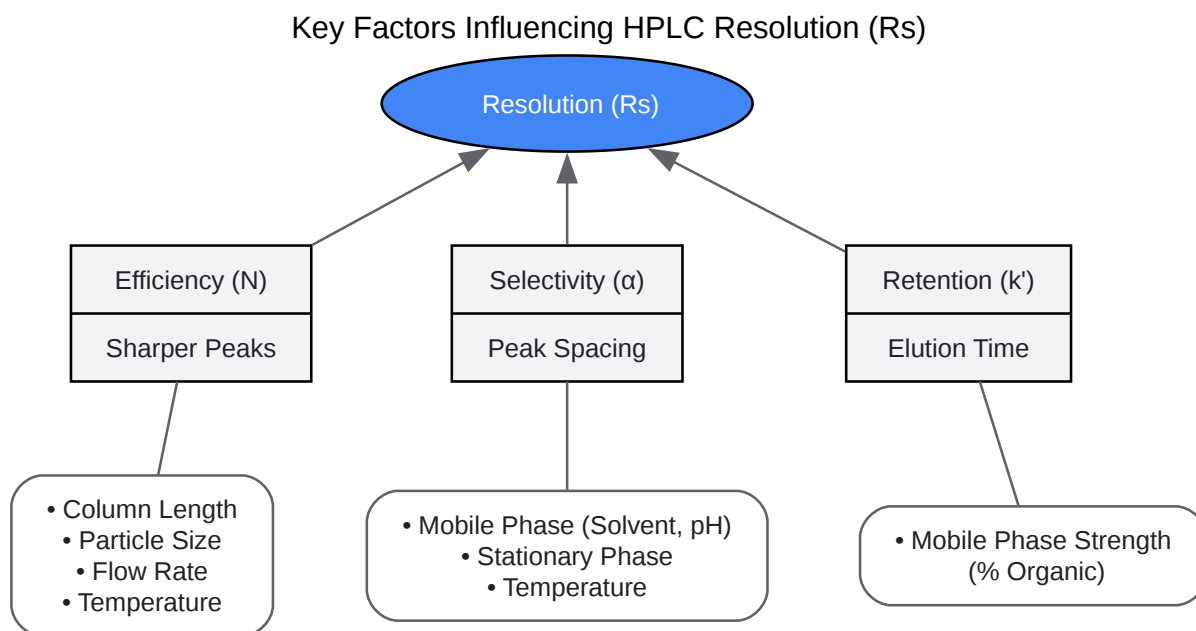 Key Factors Influencing HPLC Resolution (Rs)
Resolution (Rs)
Efficiency (N)
Sharper Peaks
Selectivity (α)
Peak Spacing
Retention (k')
Elution Time
• Column Length
• Particle Size
• Flow Rate
• Temperature
• Mobile Phase (Solvent, pH)
• Stationary Phase
• Temperature
• Mobile Phase Strength
(% Organic)